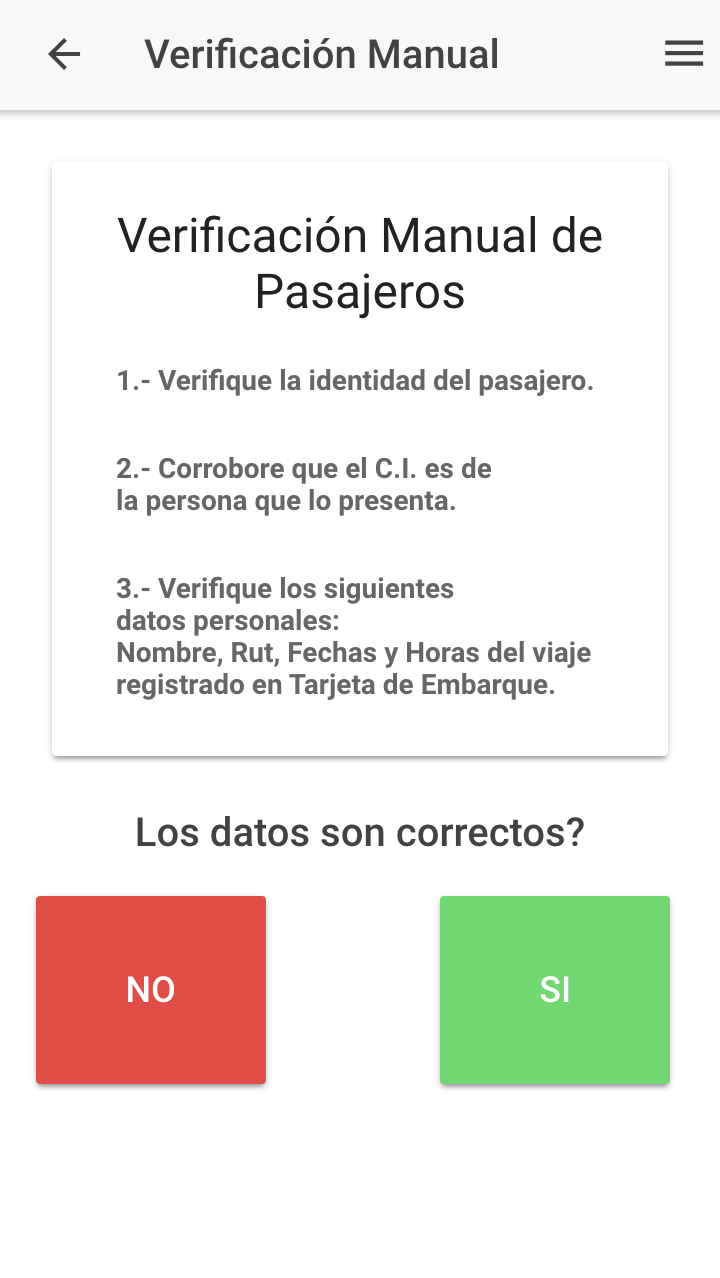 Verificación Manual
Verificación Manual de
Pasajeros
1.- Verifique la identidad del pasajero.
2.- Corrobore que el C.I. es de
la persona que lo presenta.
3.- Verifique los siguientes
datos personales:
Nombre, Rut, Fechas y Horas del viaje
registrado en Tarjeta de Embarque.
Los datos son correctos?
NO
SI